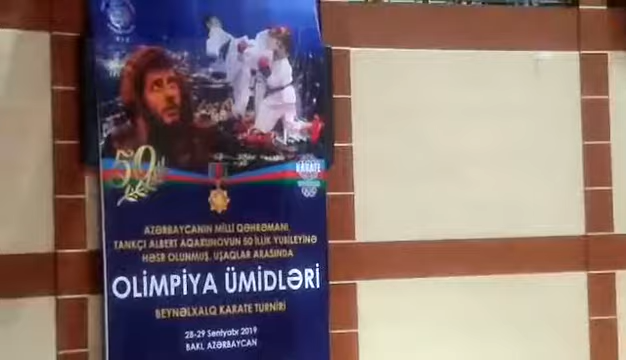 50
KARATE
AZƏRBAYCANIN MİLLİ QƏHRƏMANI,
TANKÇI ALBERT AQARUNOVUN 50 İLLİK YUBİLEYİNƏ
HƏSR OLUNMUŞ, UŞAQLAR ARASINDA
OLİMPİYA ÜMİDLƏRİ
BEYNƏLXALQ KARATE TURNİRİ
28-29 Sentyabr 2019
BAKI, AZƏRBAYCAN